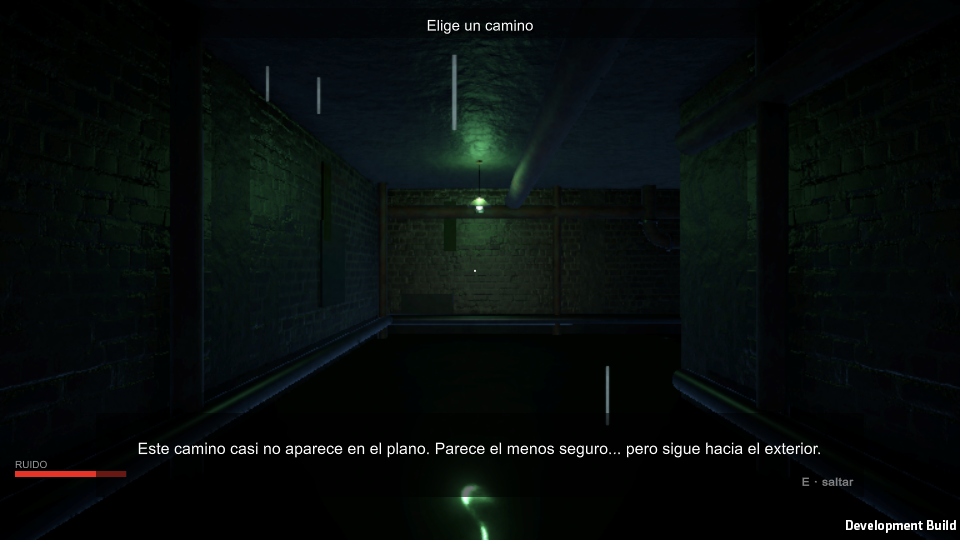 Elige un camino
Este camino casi no aparece en el plano. Parece el menos seguro... pero sigue hacia el exterior.
RUIDO
E · saltar
Development Build